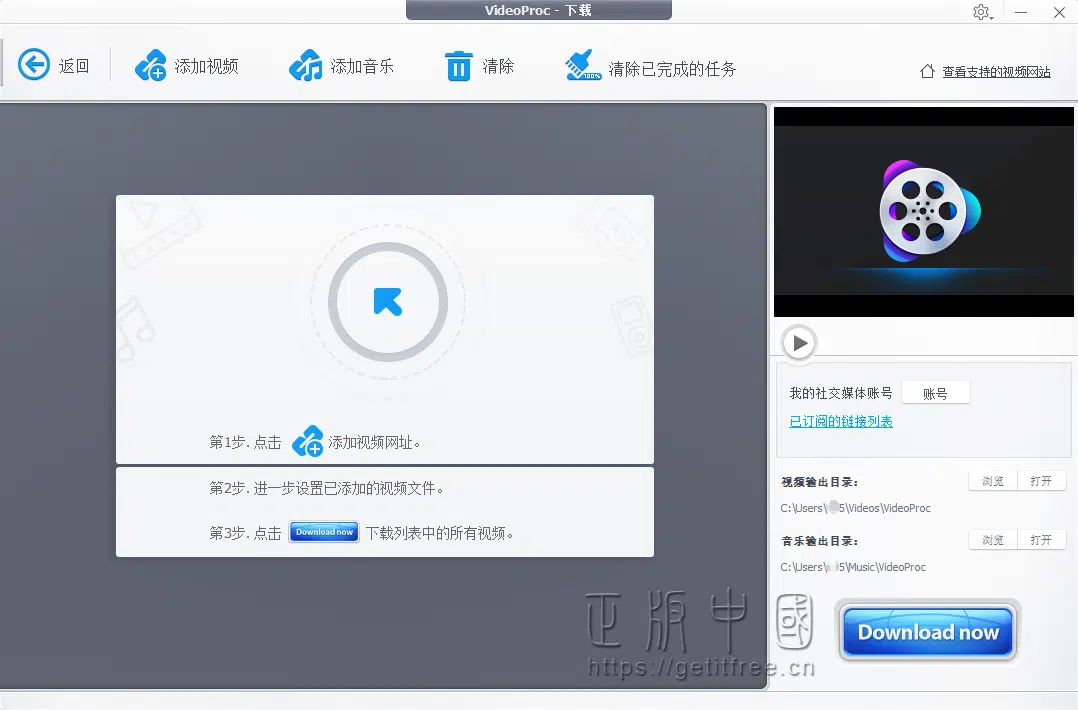 VideoProc - 下载
返回
添加视频
添加音乐
清除
100%
清除已完成的任务
查看支持的视频网站
第1步. 点击 添加视频网址。
第2步. 进一步设置已添加的视频文件。
第3步. 点击 Download now 下载列表中的所有视频。
我的社交媒体账号 账号
已订阅的链接列表
视频输出目录: 浏览 打开
C:\Users\ 5\Videos\VideoProc
音乐输出目录: 浏览 打开
C:\Users\ 5\Music\VideoProc
Download now
正版中國
https://getitfree.cn